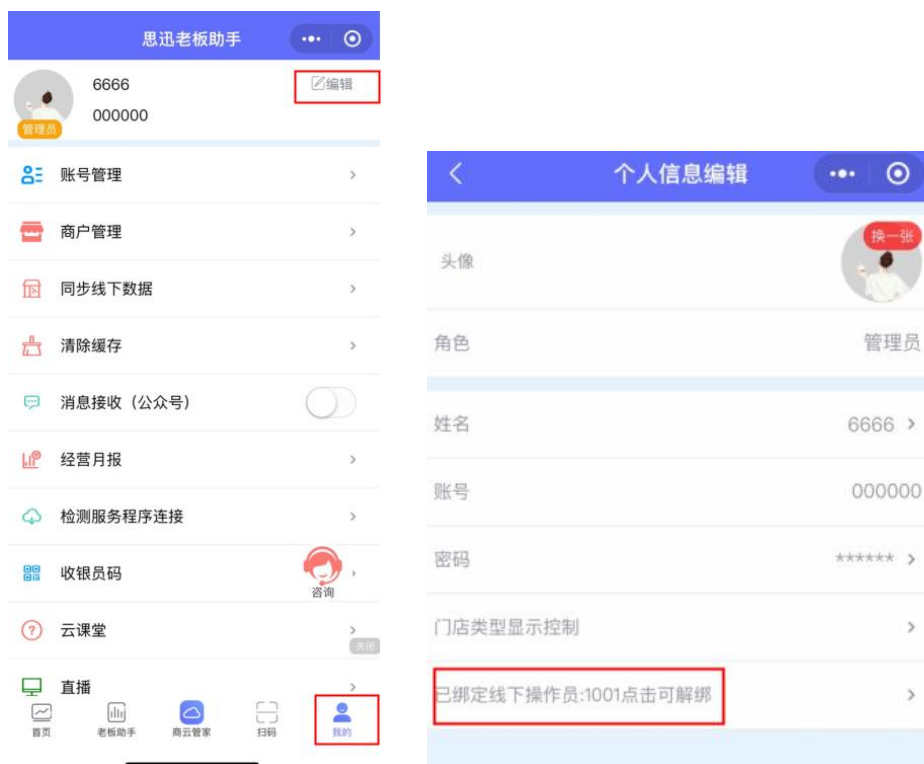 思迅老板助手
6666
编辑
000000
管理员
账号管理
商户管理
同步线下数据
清除缓存
消息接收（公众号）
经营月报
检测服务程序连接
收银员码
咨询
云课堂
关闭
直播
首页
老板助手
商云管家
扫码
我的
个人信息编辑
换一张
头像
角色
管理员
姓名
6666
账号
000000
密码
******
门店类型显示控制
已绑定线下操作员:1001点击可解绑